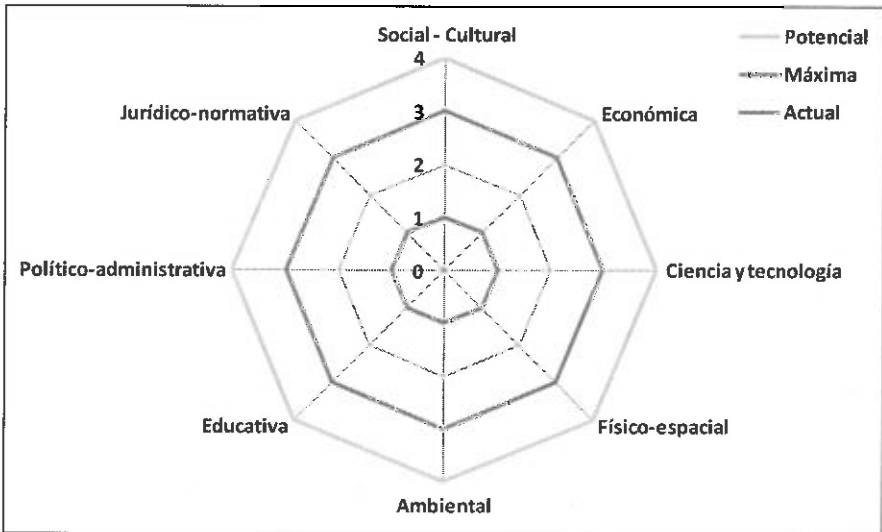 Social - Cultural
Potencial
Máxima
Actual
4
3
2
1
0
Económica
Ciencia y tecnología
Físico-espacial
Ambiental
Educativa
Político-administrativa
Jurídico-normativa